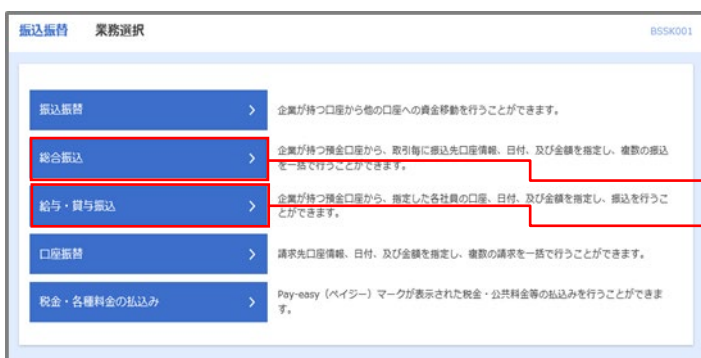 振込振替 業務選択 BSSK001
振込振替
企業が持つ口座から他の口座への資金移動を行うことができます。
総合振込
企業が持つ預金口座から、取引毎に振込先口座情報、日付、及び金額を指定し、複数の振込
を一括で行うことができます。
給与・賞与振込
企業が持つ預金口座から、指定した各社員の口座、日付、及び金額を指定し、振込を行うこ
とができます。
口座振替
請求先口座情報、日付、及び金額を指定し、複数の請求を一括で行うことができます。
税金・各種料金の払込み
Pay-easy（ペイジー）マークが表示された税金・公共料金等の払込みを行うことができま
す。